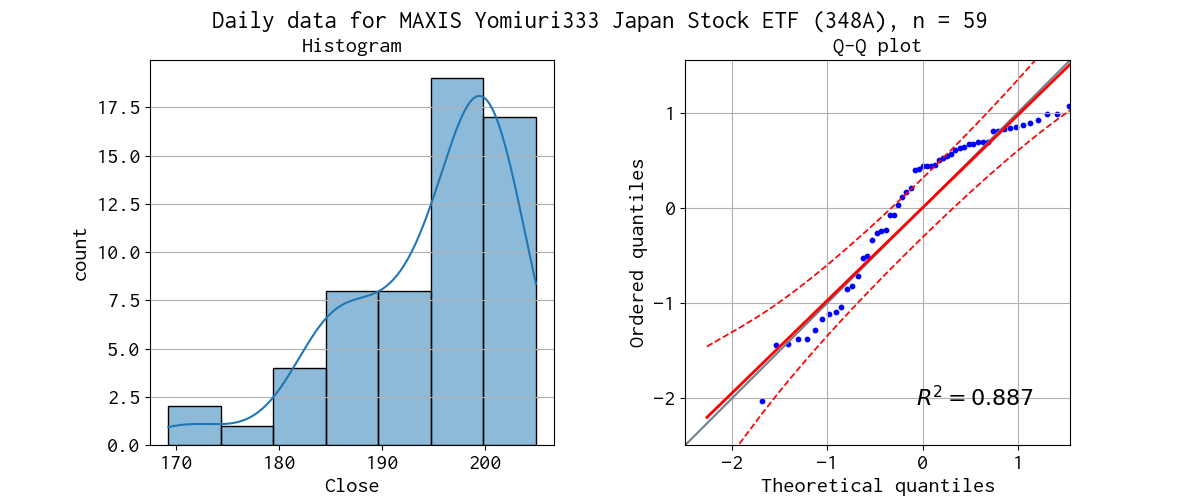 Daily data for MAXIS Yomiuri333 Japan Stock ETF (348A), n = 59
Histogram
count
17.5
15.0
12.5
10.0
7.5
5.0
2.5
0.0
170 180 190 200
Close
Q-Q plot
Ordered quantiles
1
0
−1
−2
R² = 0.887
−2 −1 0 1
Theoretical quantiles